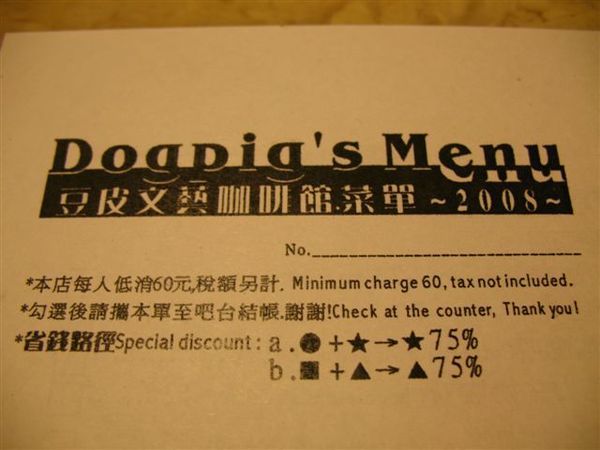 Dogpig's Menu
豆皮文藝咖啡館.菜單 ~2008~
No.
*本店每人低消60元,稅額另計. Minimum charge 60, tax not included.
*勾選後請攜本單至吧台結帳.謝謝!Check at the counter, Thank you!
*省錢路徑Special discount: a.●+★→★75%
b.■+▲→▲75%